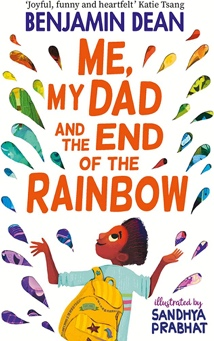 'Joyful, funny and heartfelt' Katie Tsang
BENJAMIN DEAN
ME,
MY DAD
AND THE END
OF THE
RAINBOW
illustrated by
SANDHYA
PRABHAT